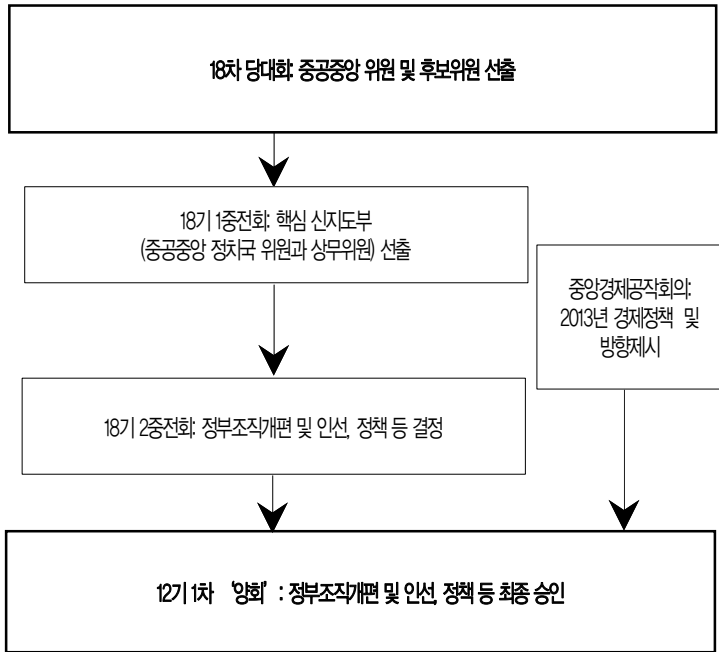 18차 당대회: 중공중앙 위원 및 후보위원 선출
18기 1중전회: 핵심 신지도부
(중공중앙 정치국 위원과 상무위원) 선출
중앙경제공작회의:
2013년 경제정책 및
방향제시
18기 2중전회: 정부조직개편 및 인선, 정책 등 결정
12기 1차 ‘양회’ : 정부조직개편 및 인선, 정책 등 최종 승인